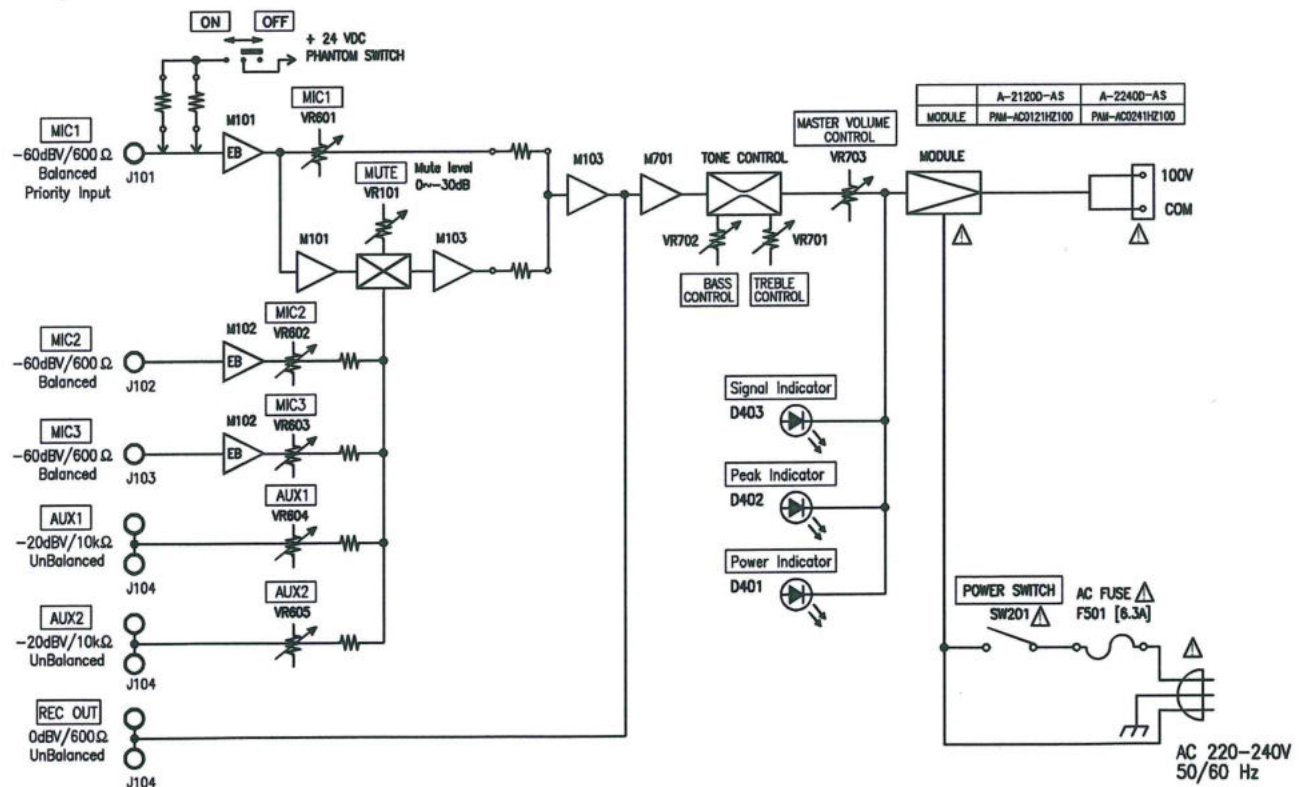 ON OFF
+ 24 VDC
PHANTOM SWITCH
MIC1
-60dBV/600Ω
Balanced
Priority Input
J101
M101
EB
MIC1
VR601
MUTE
VR101
Mute level
0~-30dB
M101
M103
M103
M701
TONE CONTROL
VR702
VR701
BASS
CONTROL
TREBLE
CONTROL
MASTER VOLUME
CONTROL
VR703
MODULE
A-2120D-AS A-2240D-AS
MODULE PAM-AC0121HZ100 PAM-AC0241HZ100
100V
COM
MIC2
-60dBV/600Ω
Balanced
J102
M102
EB
MIC2
VR602
MIC3
-60dBV/600Ω
Balanced
J103
M102
EB
MIC3
VR603
AUX1
-20dBV/10kΩ
UnBalanced
J104
AUX1
VR604
AUX2
-20dBV/10kΩ
UnBalanced
J104
AUX2
VR605
REC OUT
0dBV/600Ω
UnBalanced
J104
Signal Indicator
D403
Peak Indicator
D402
Power Indicator
D401
POWER SWITCH
SW201
AC FUSE
F501 [6.3A]
AC 220-240V
50/60 Hz